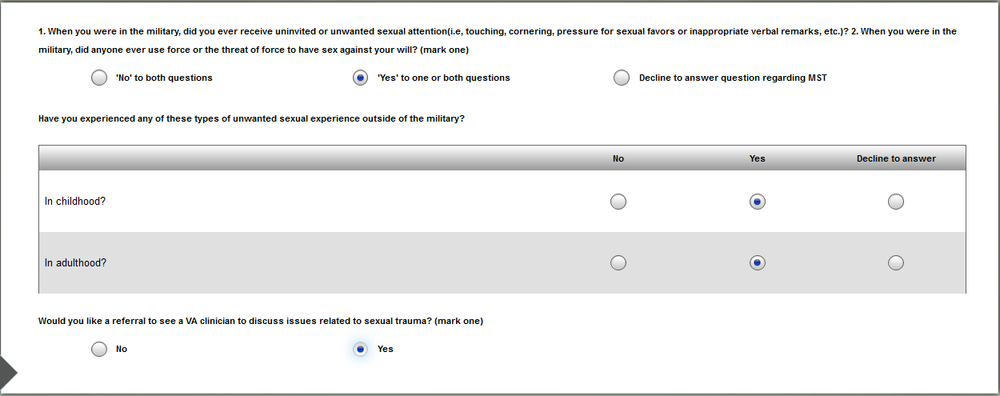 1. When you were in the military, did you ever receive uninvited or unwanted sexual attention(i.e, touching, cornering, pressure for sexual favors or inappropriate verbal remarks, etc.)? 2. When you were in the
military, did anyone ever use force or the threat of force to have sex against your will? (mark one)
'No' to both questions 'Yes' to one or both questions Decline to answer question regarding MST
Have you experienced any of these types of unwanted sexual experience outside of the military?
No Yes Decline to answer
In childhood?
In adulthood?
Would you like a referral to see a VA clinician to discuss issues related to sexual trauma? (mark one)
No Yes